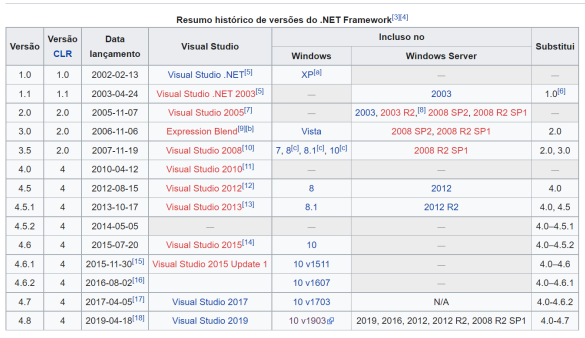 Resumo histórico de versões do .NET Framework[3][4]
Versão Versão CLR Data lançamento Visual Studio Incluso no Substitui
Windows Windows Server
1.0 1.0 2002-02-13 Visual Studio .NET[5] XP[a] — —
1.1 1.1 2003-04-24 Visual Studio .NET 2003[5] — 2003 1.0[6]
2.0 2.0 2005-11-07 Visual Studio 2005[7] — 2003, 2003 R2,[8] 2008 SP2, 2008 R2 SP1 —
3.0 2.0 2006-11-06 Expression Blend[9][b] Vista 2008 SP2, 2008 R2 SP1 2.0
3.5 2.0 2007-11-19 Visual Studio 2008[10] 7, 8[c], 8.1[c], 10[c] 2008 R2 SP1 2.0, 3.0
4.0 4 2010-04-12 Visual Studio 2010[11] — — —
4.5 4 2012-08-15 Visual Studio 2012[12] 8 2012 4.0
4.5.1 4 2013-10-17 Visual Studio 2013[13] 8.1 2012 R2 4.0, 4.5
4.5.2 4 2014-05-05 — — — 4.0–4.5.1
4.6 4 2015-07-20 Visual Studio 2015[14] 10 — 4.0–4.5.2
4.6.1 4 2015-11-30[15] Visual Studio 2015 Update 1 10 v1511 — 4.0–4.6
4.6.2 4 2016-08-02[16] 10 v1607 4.0–4.6.1
4.7 4 2017-04-05[17] Visual Studio 2017 10 v1703 N/A 4.0-4.6.2
4.8 4 2019-04-18[18] Visual Studio 2019 10 v1903 2019, 2016, 2012, 2012 R2, 2008 R2 SP1 4.0-4.7